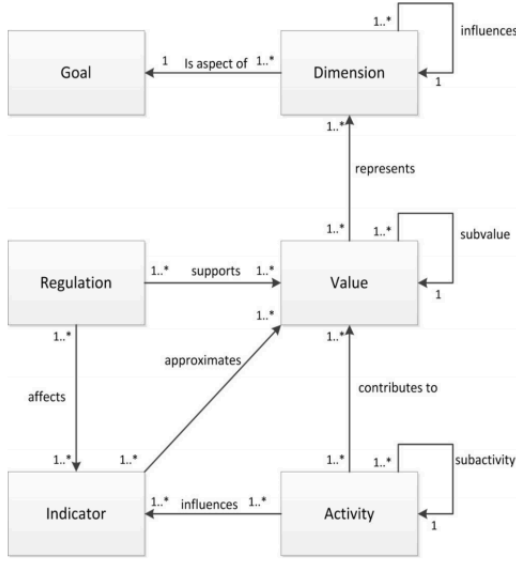 1..*
influences
1
Is aspect of
1..*
Goal
Dimension
1
1..*
represents
1..*
1..*
subvalue
1..*
supports
1..*
Regulation
Value
1
1..*
1..*
1..*
approximates
affects
contributes to
1..*
1..*
1..*
1..*
subactivity
1..*
influences
1..*
Indicator
Activity
1